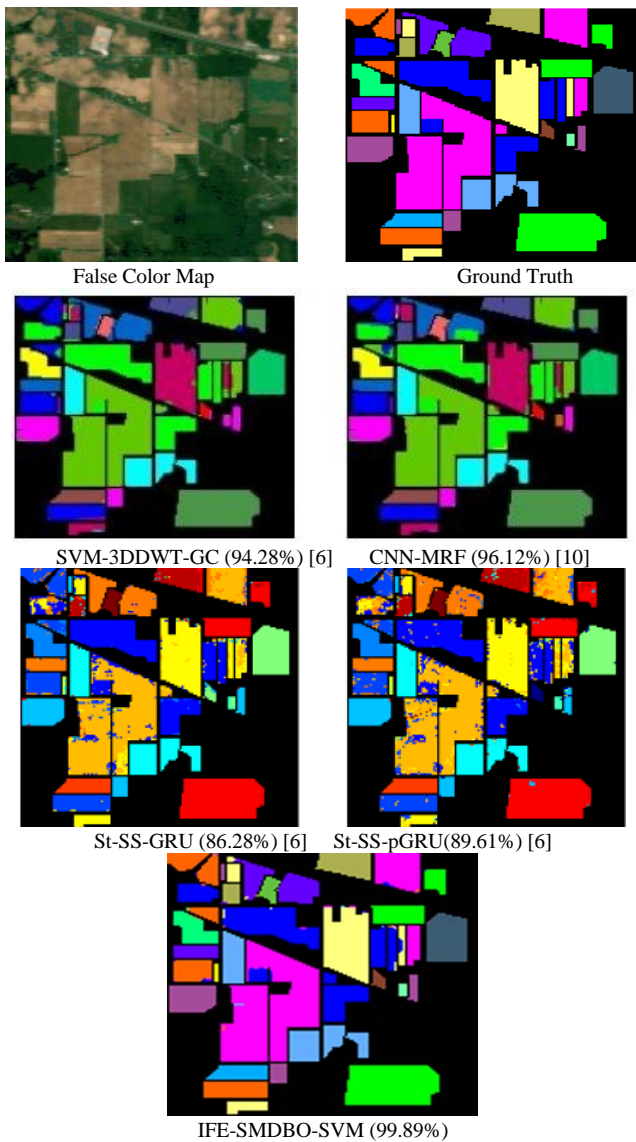 False Color Map
Ground Truth
SVM-3DDWT-GC (94.28%) [6]
CNN-MRF (96.12%) [10]
St-SS-GRU (86.28%) [6]
St-SS-pGRU(89.61%) [6]
IFE-SMDBO-SVM (99.89%)